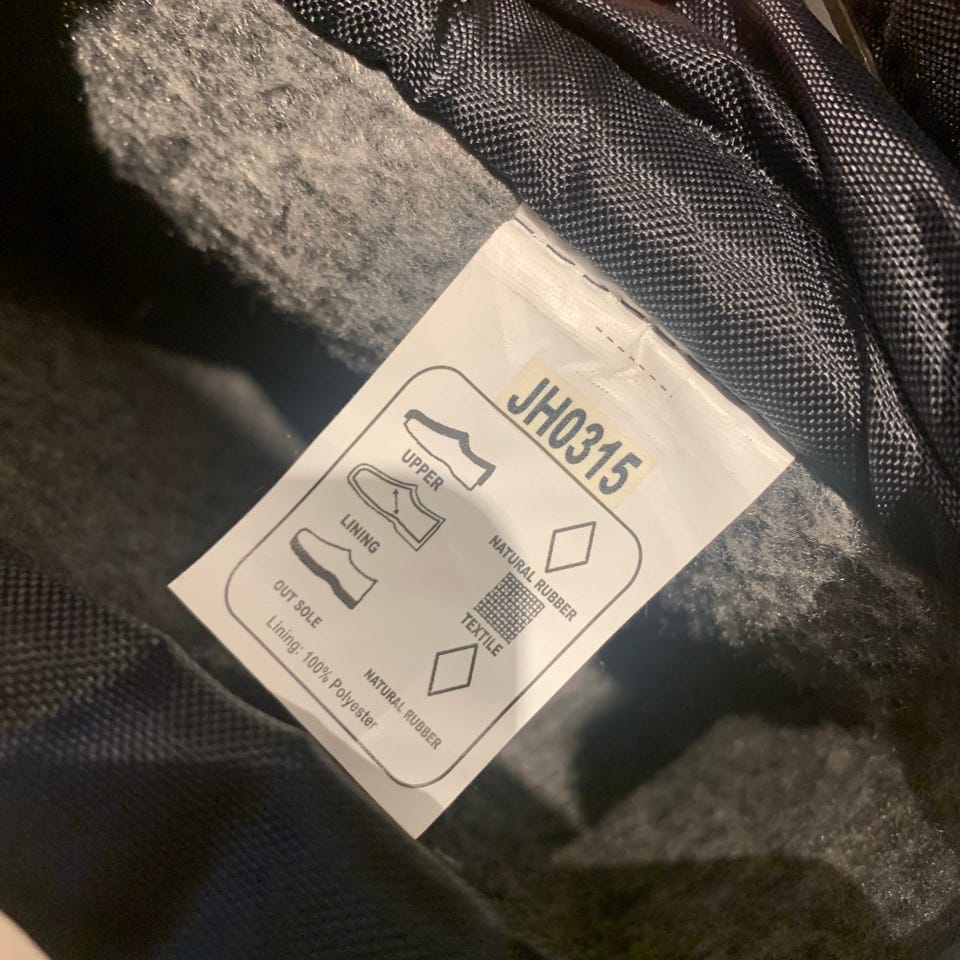 JH0315
UPPER
NATURAL RUBBER
LINING
TEXTILE
OUT SOLE
NATURAL RUBBER
Lining: 100% Polyester